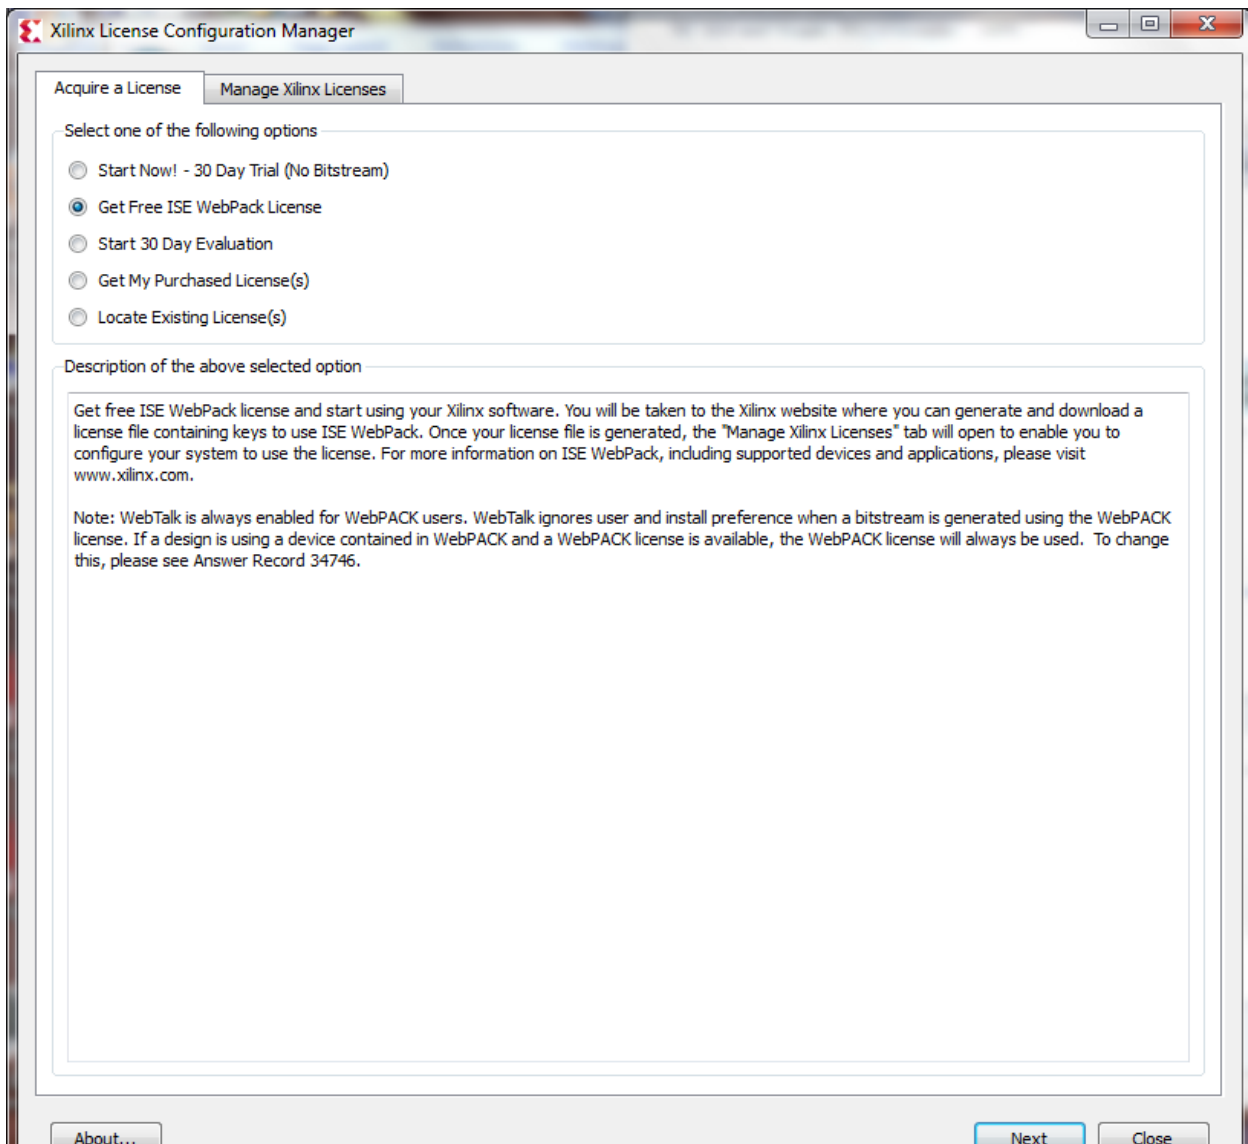 Xilinx License Configuration Manager
Acquire a License
Manage Xilinx Licenses
Select one of the following options
Start Now! - 30 Day Trial (No Bitstream)
Get Free ISE WebPack License
Start 30 Day Evaluation
Get My Purchased License(s)
Locate Existing License(s)
Description of the above selected option
Get free ISE WebPack license and start using your Xilinx software. You will be taken to the Xilinx website where you can generate and download a
license file containing keys to use ISE WebPack. Once your license file is generated, the "Manage Xilinx Licenses" tab will open to enable you to
configure your system to use the license. For more information on ISE WebPack, including supported devices and applications, please visit
www.xilinx.com.
Note: WebTalk is always enabled for WebPACK users. WebTalk ignores user and install preference when a bitstream is generated using the WebPACK
license. If a design is using a device contained in WebPACK and a WebPACK license is available, the WebPACK license will always be used.  To change
this, please see Answer Record 34746.
About...
Next
Close